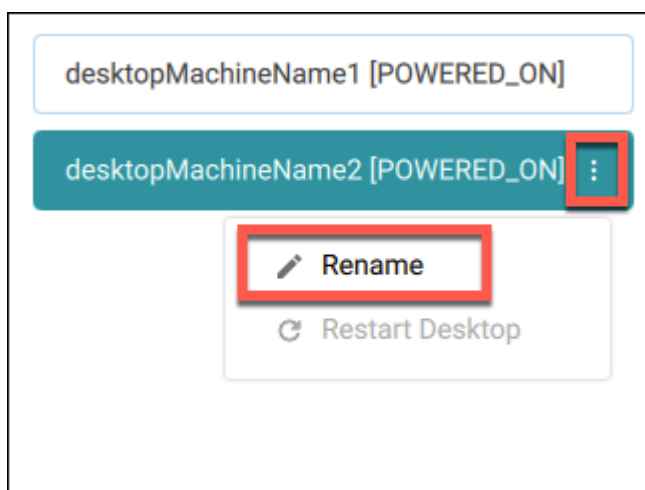 desktopMachineName1 [POWERED_ON]
desktopMachineName2 [POWERED_ON]
Rename
Restart Desktop